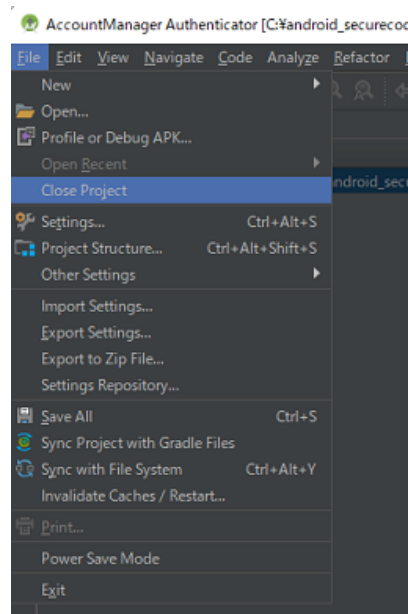 AccountManager Authenticator [C:¥android_securecod
File Edit View Navigate Code Analyze Refactor
New
Open...
Profile or Debug APK...
Open Recent
Close Project
ndroid_sec
Settings... Ctrl+Alt+S
Project Structure... Ctrl+Alt+Shift+S
Other Settings
Import Settings...
Export Settings...
Export to Zip File...
Settings Repository...
Save All Ctrl+S
Sync Project with Gradle Files
Sync with File System Ctrl+Alt+Y
Invalidate Caches / Restart...
Print...
Power Save Mode
Exit